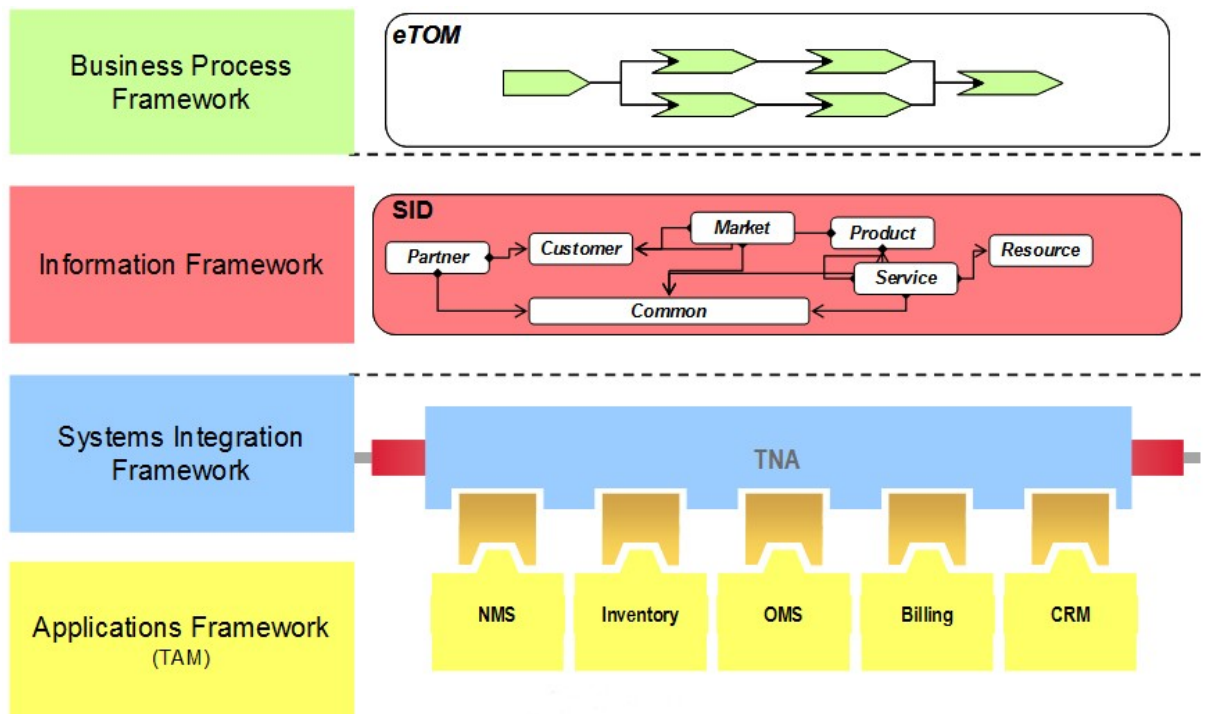 Business Process
Framework
eTOM
Information Framework
SID
Partner
Customer
Market
Product
Service
Resource
Common
Systems Integration
Framework
TNA
Applications Framework
(TAM)
NMS
Inventory
OMS
Billing
CRM